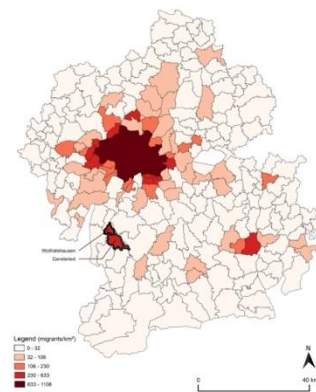 Wolfratshausen
Geretsried
Legend (migrants/km²)
0 - 32
32 - 106
106 - 230
230 - 633
633 - 1108
N
0
40 km